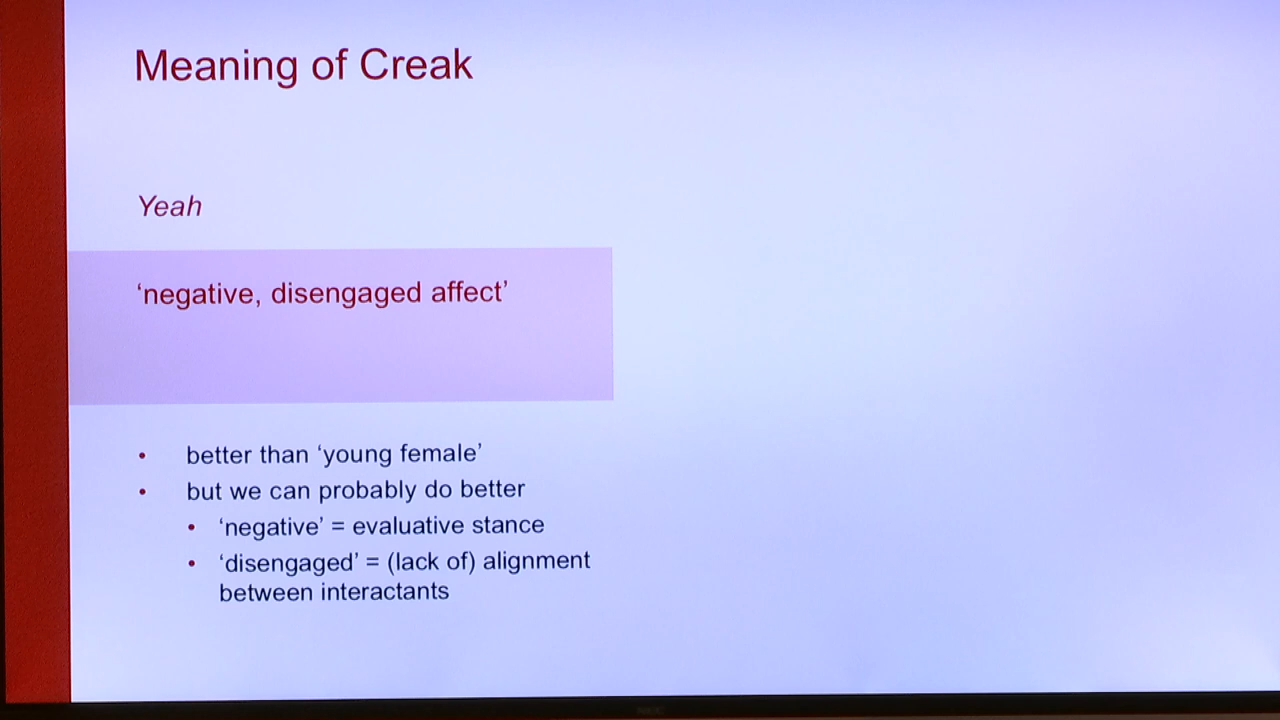 Meaning of Creak
Yeah
‘negative, disengaged affect’
• better than ‘young female’
• but we can probably do better
• ‘negative’ = evaluative stance
• ‘disengaged’ = (lack of) alignment
between interactants